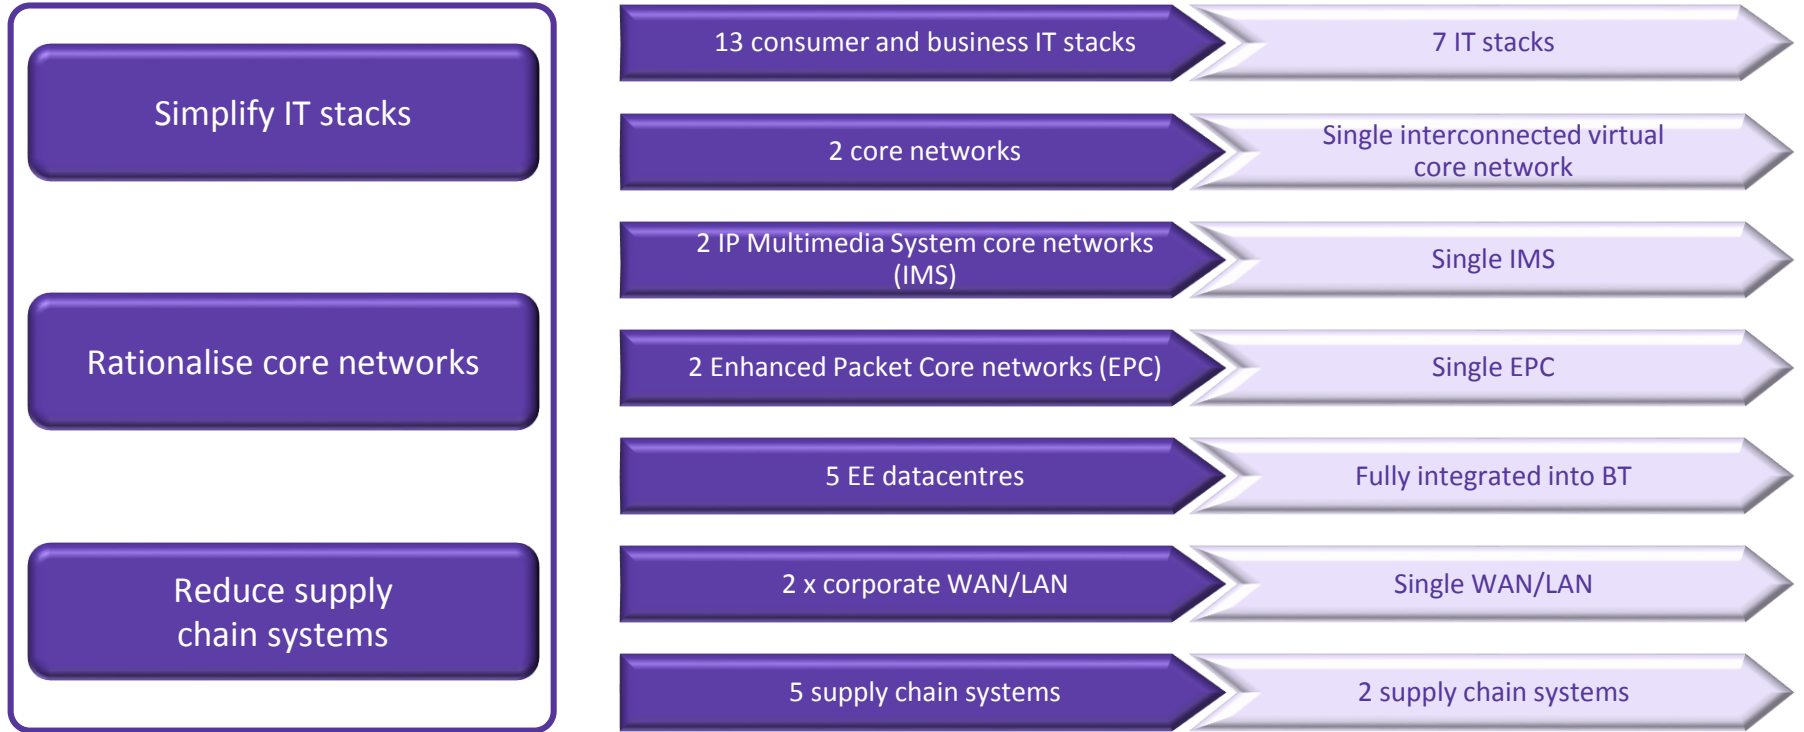 Simplify IT stacks
Rationalise core networks
Reduce supply
chain systems
13 consumer and business IT stacks
7 IT stacks
2 core networks
Single interconnected virtual
core network
2 IP Multimedia System core networks
(IMS)
Single IMS
2 Enhanced Packet Core networks (EPC)
Single EPC
5 EE datacentres
Fully integrated into BT
2 x corporate WAN/LAN
Single WAN/LAN
5 supply chain systems
2 supply chain systems